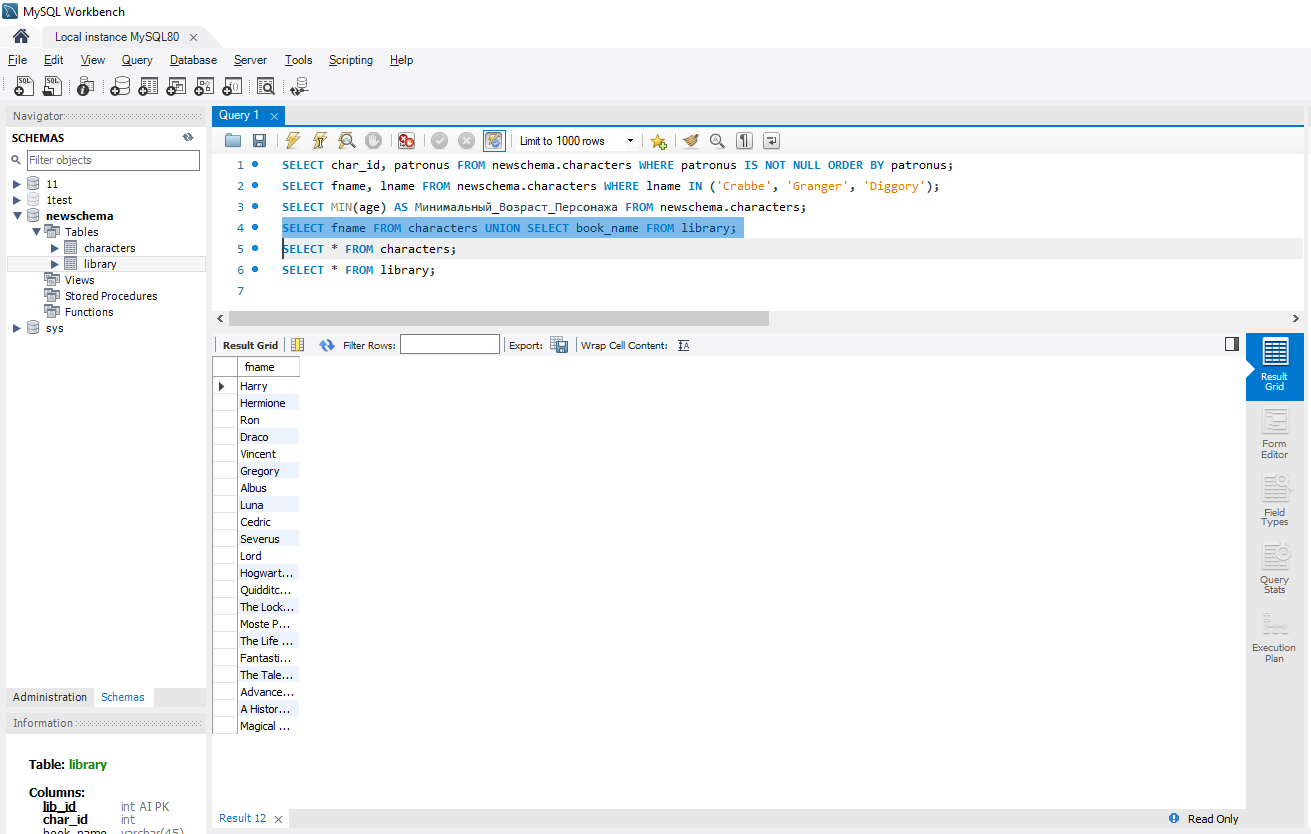 MySQL Workbench
Local instance MySQL80
File Edit View Query Database Server Tools Scripting Help
Navigator
SCHEMAS
Filter objects
11
1test
newschema
Tables
characters
library
Views
Stored Procedures
Functions
sys
Administration Schemas
Information
Table: library
Columns:
lib_id int AI PK
char_id int
book_name varchar(45)
Query 1
Limit to 1000 rows
1 SELECT char_id, patronus FROM newschema.characters WHERE patronus IS NOT NULL ORDER BY patronus;
2 SELECT fname, lname FROM newschema.characters WHERE lname IN ('Crabbe', 'Granger', 'Diggory');
3 SELECT MIN(age) AS Минимальный_Возраст_Персонажа FROM newschema.characters;
4 SELECT fname FROM characters UNION SELECT book_name FROM library;
5 SELECT * FROM characters;
6 SELECT * FROM library;
7
Result Grid Filter Rows: Export: Wrap Cell Content:
fname
Harry
Hermione
Ron
Draco
Vincent
Gregory
Albus
Luna
Cedric
Severus
Lord
Hogwart...
Quidditc...
The Lock...
Moste P...
The Life ...
Fantasti...
The Tale...
Advance...
A Histor...
Magical ...
Result
Grid
Form
Editor
Field
Types
Query
Stats
Execution
Plan
Result 12
Read Only